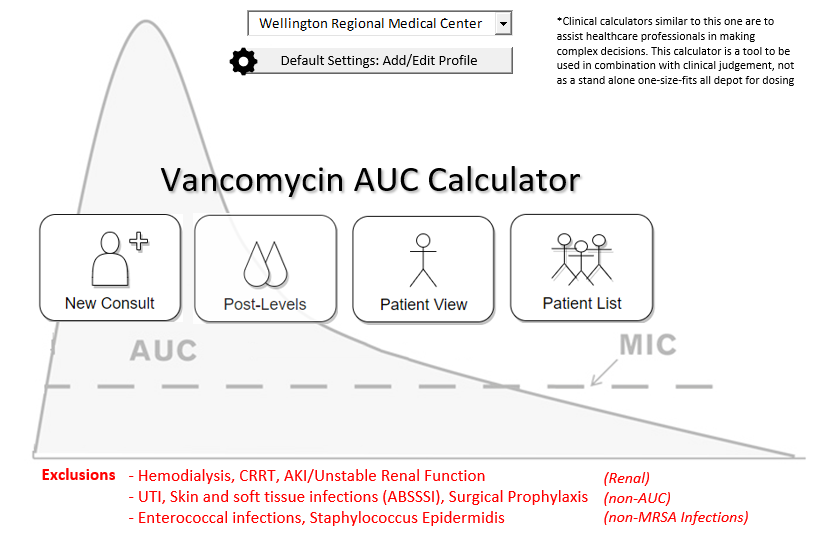 Wellington Regional Medical Center
Default Settings: Add/Edit Profile
*Clinical calculators similar to this one are to
assist healthcare professionals in making
complex decisions. This calculator is a tool to be
used in combination with clinical judgement, not
as a stand alone one-size-fits all depot for dosing
Vancomycin AUC Calculator
New Consult
Post-Levels
Patient View
Patient List
AUC
MIC
Exclusions - Hemodialysis, CRRT, AKI/Unstable Renal Function (Renal)
- UTI, Skin and soft tissue infections (ABSSSI), Surgical Prophylaxis (non-AUC)
- Enterococcal infections, Staphylococcus Epidermidis (non-MRSA Infections)